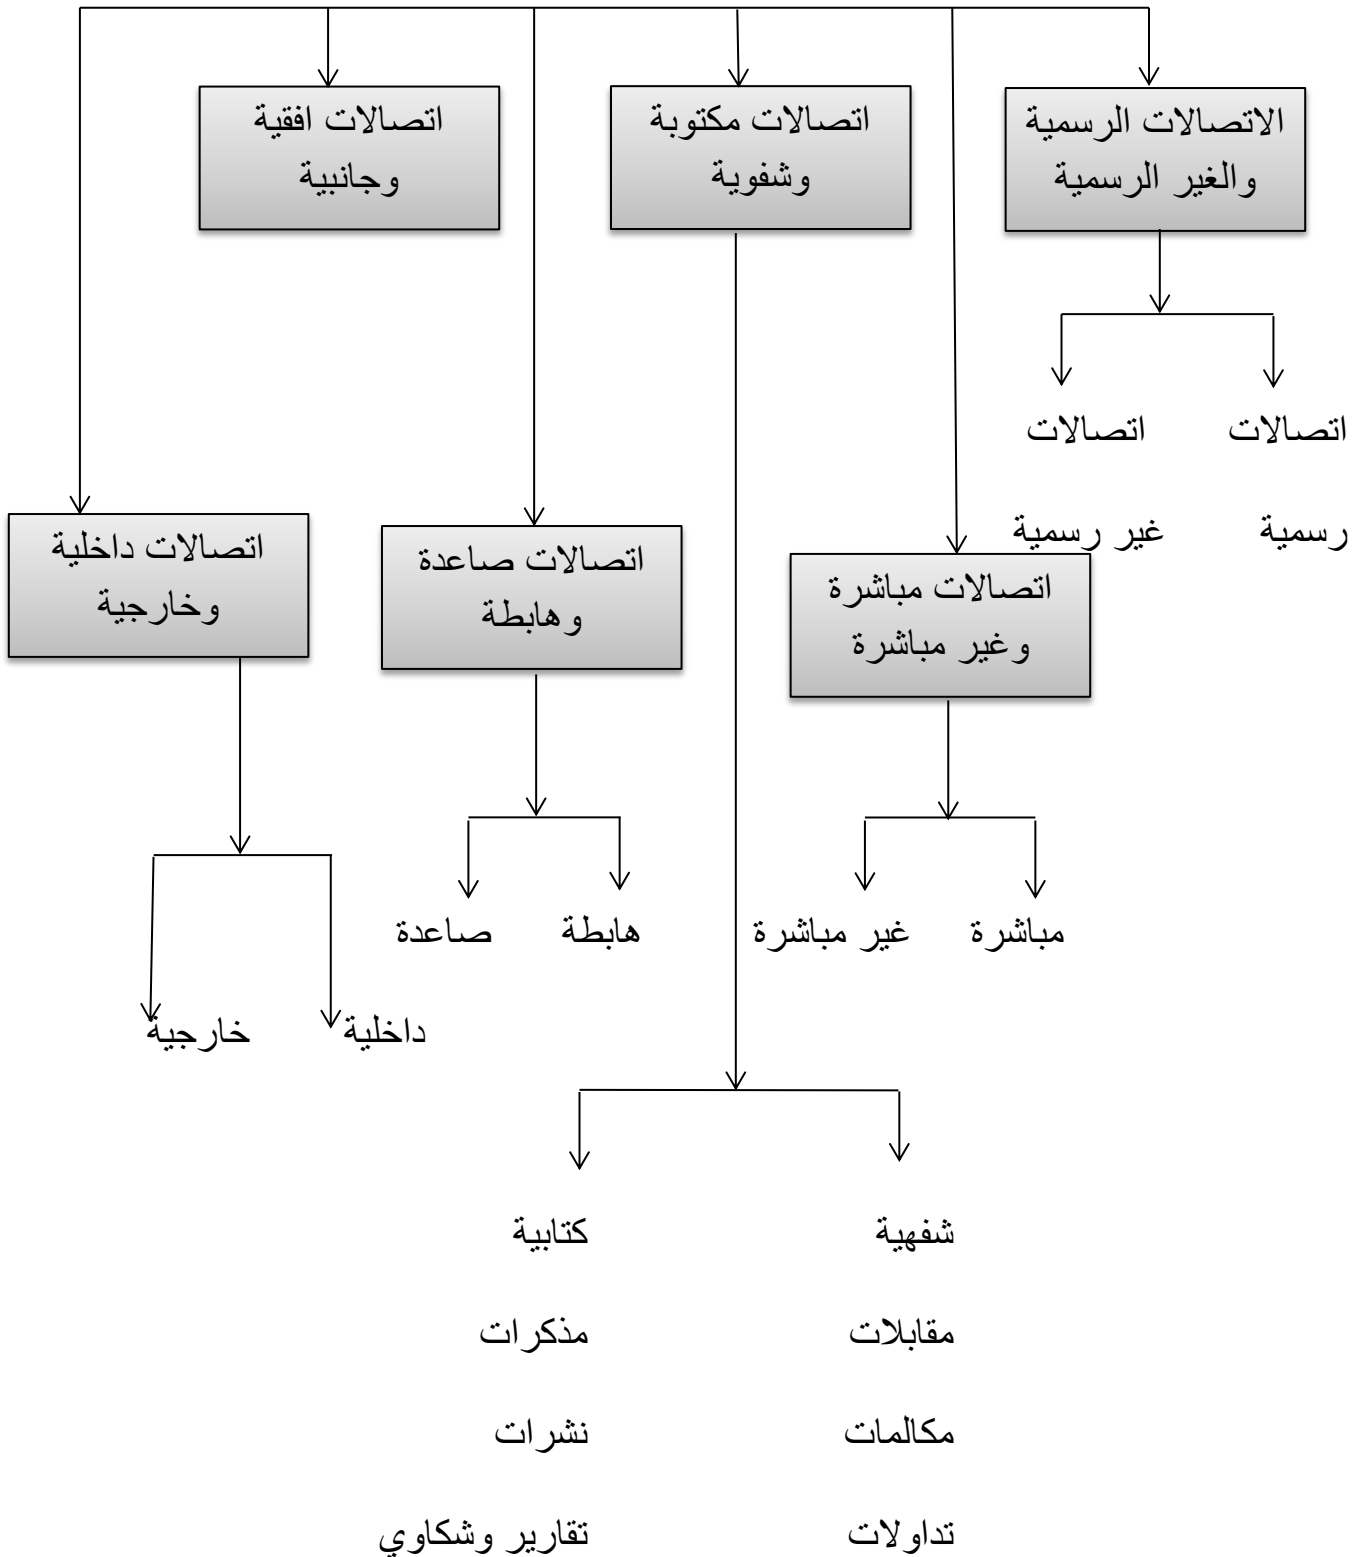 الاتصالات الرسمية
والغير الرسمية
اتصالات مكتوبة
وشفوية
اتصالات افقية
وجانبية
اتصالات
رسمية
اتصالات
غير رسمية
اتصالات مباشرة
وغير مباشرة
اتصالات صاعدة
وهابطة
اتصالات داخلية
وخارجية
مباشرة
غير مباشرة
هابطة
صاعدة
داخلية
خارجية
شفهية
مقابلات
مكالمات
تداولات
كتابية
مذكرات
نشرات
تقارير وشكاوي